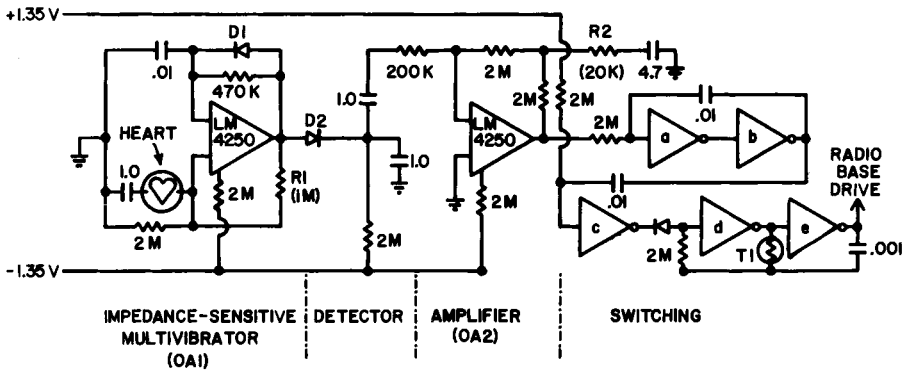 +1.35 V
D1
.01
470 K
HEART
1.0
LM
4250
2M
R1
(1M)
2M
D2
1.0
1.0
2M
200K
2M
R2
(20K)
4.7
LM
4250
2M
2M
2M
2M
.01
a
b
.01
RADIO
BASE
DRIVE
c
2M
d
T1
e
.001
-1.35 V
IMPEDANCE-SENSITIVE
MULTIVIBRATOR
(OA1)
DETECTOR
AMPLIFIER
(OA2)
SWITCHING